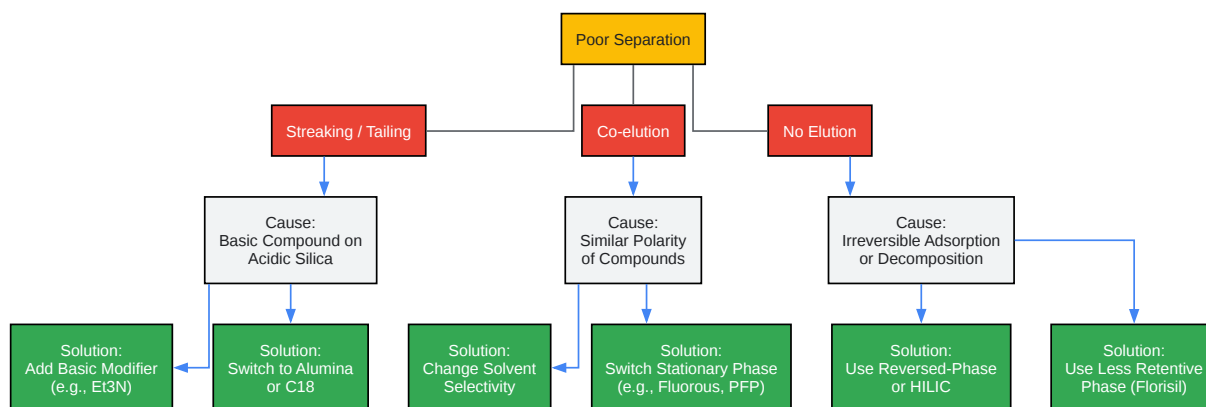 Poor Separation
Streaking / Tailing
Co-elution
No Elution
Cause:
Basic Compound on
Acidic Silica
Cause:
Similar Polarity
of Compounds
Cause:
Irreversible Adsorption
or Decomposition
Solution:
Add Basic Modifier
(e.g., Et3N)
Solution:
Switch to Alumina
or C18
Solution:
Change Solvent
Selectivity
Solution:
Switch Stationary Phase
(e.g., Fluorous, PFP)
Solution:
Use Reversed-Phase
or HILIC
Solution:
Use Less Retentive
Phase (Florisil)